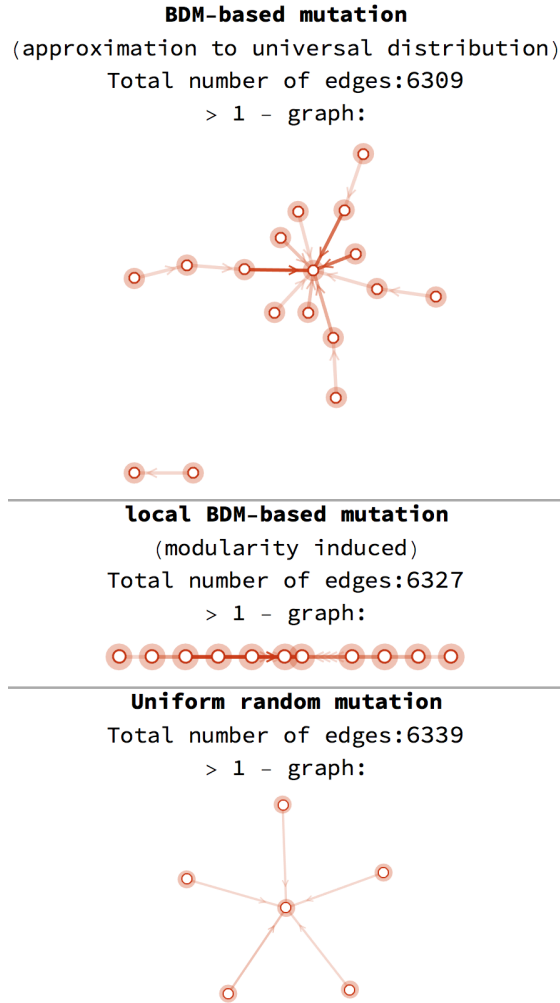 BDM-based mutation
(approximation to universal distribution)
Total number of edges:6309
> 1 - graph:
local BDM-based mutation
(modularity induced)
Total number of edges:6327
> 1 - graph:
Uniform random mutation
Total number of edges:6339
> 1 - graph: